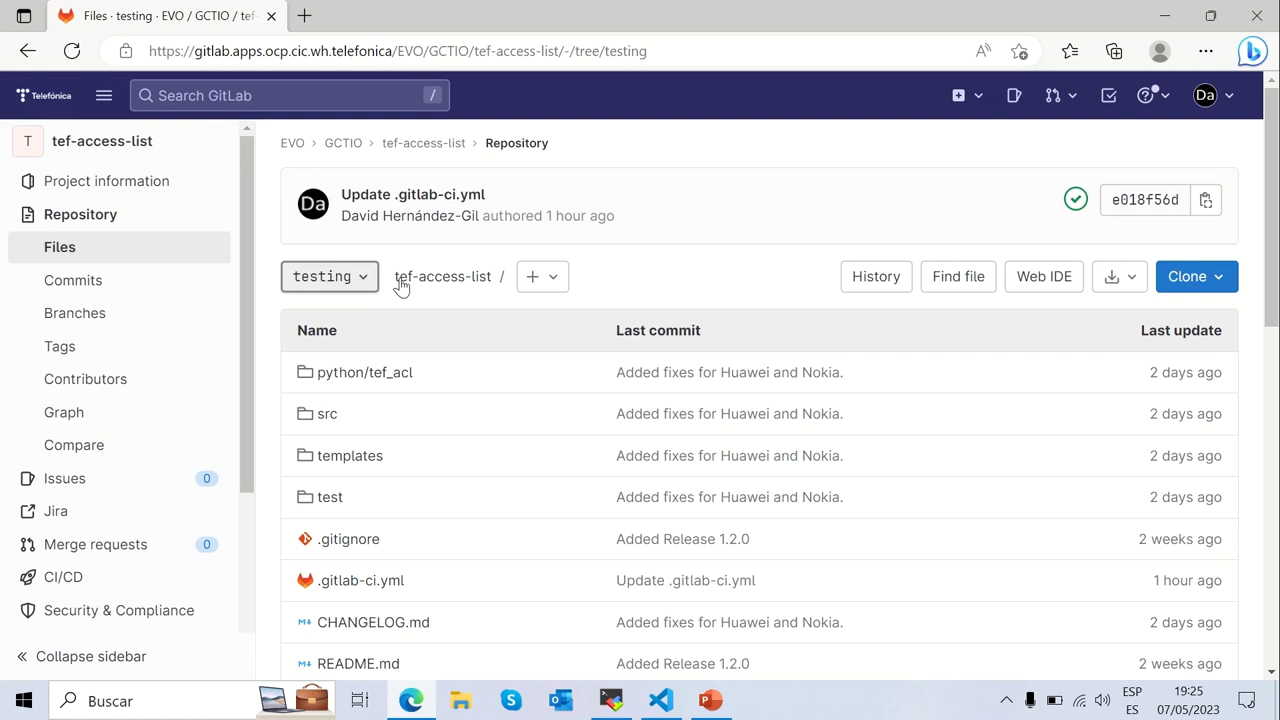 Files · testing · EVO / GCTIO / tef-
https://gitlab.apps.ocp.cic.wh.telefonica/EVO/GCTIO/tef-access-list/-/tree/testing
Telefónica
Search GitLab
/
Da
T
tef-access-list
Project information
Repository
Files
Commits
Branches
Tags
Contributors
Graph
Compare
Issues
0
Jira
Merge requests
0
CI/CD
Security & Compliance
Collapse sidebar
EVO > GCTIO > tef-access-list > Repository
Da
Update .gitlab-ci.yml
David Hernández-Gil authored 1 hour ago
e018f56d
testing
tef-access-list /
+
History
Find file
Web IDE
Clone
Name Last commit Last update
python/tef_acl Added fixes for Huawei and Nokia. 2 days ago
src Added fixes for Huawei and Nokia. 2 days ago
templates Added fixes for Huawei and Nokia. 2 days ago
test Added fixes for Huawei and Nokia. 2 days ago
.gitignore Added Release 1.2.0 2 weeks ago
.gitlab-ci.yml Update .gitlab-ci.yml 1 hour ago
CHANGELOG.md Added fixes for Huawei and Nokia. 2 days ago
README.md Added Release 1.2.0 2 weeks ago
Buscar
ESP
ES
19:25
07/05/2023